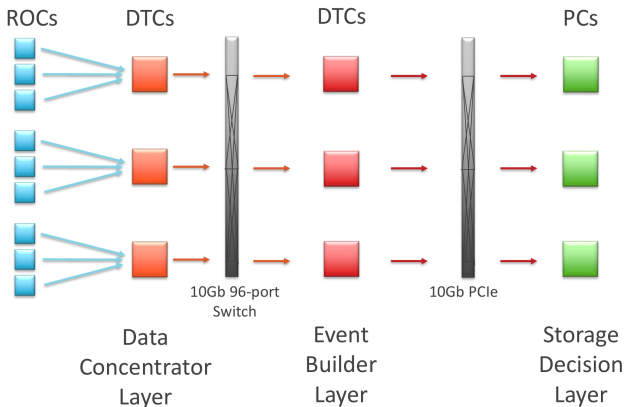 ROCs
DTCs
DTCs
PCs
10Gb 96-port
Switch
10Gb PCIe
Data
Concentrator
Layer
Event
Builder
Layer
Storage
Decision
Layer